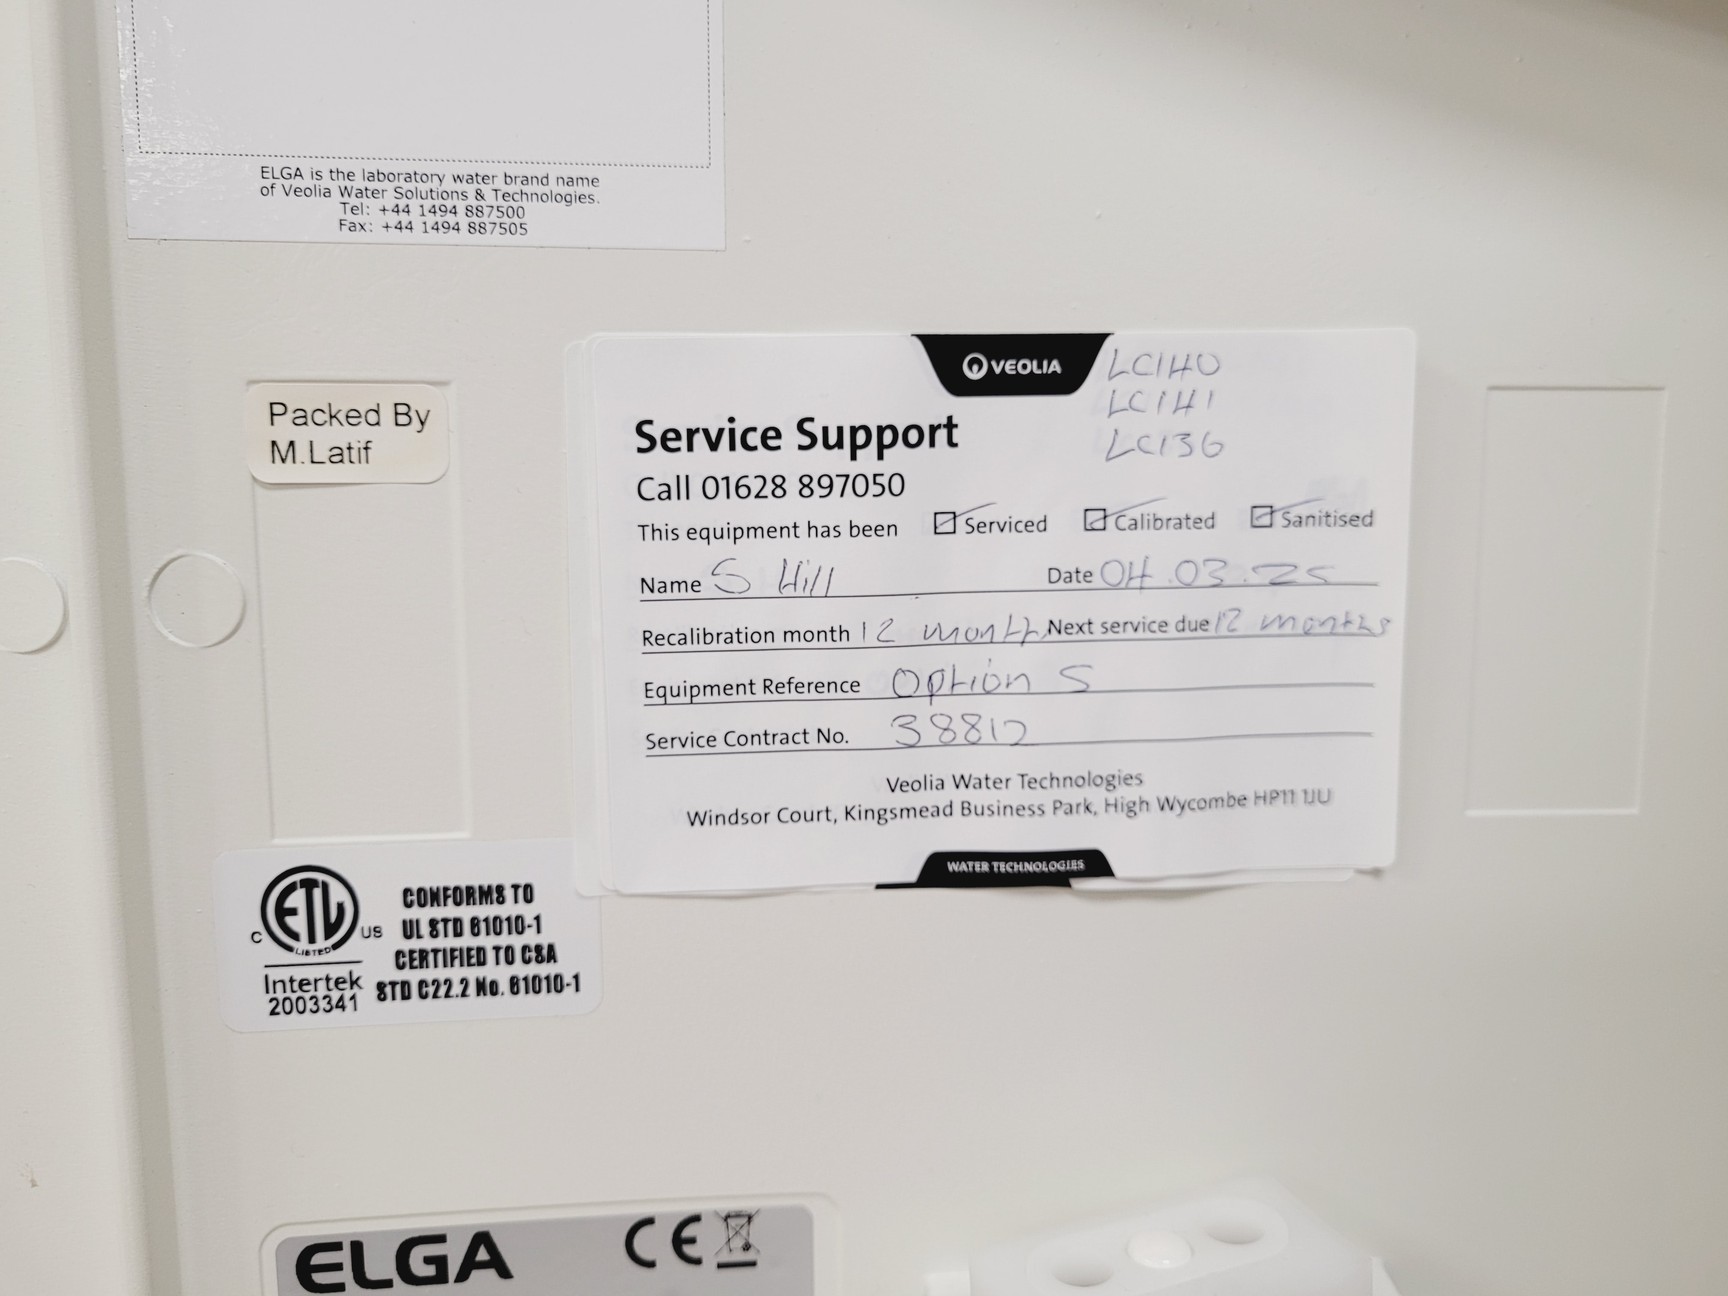 ELGA is the laboratory water brand name
of Veolia Water Solutions & Technologies.
Tel: +44 1494 887500
Fax: +44 1494 887505
Packed By
M.Latif
VEOLIA
LC140
LC141
LC136
Service Support
Call 01628 897050
This equipment has been Serviced Calibrated Sanitised
Name S Hill Date 04.03.25
Recalibration month 12 month Next service due 12 months
Equipment Reference Option S
Service Contract No. 38812
Veolia Water Technologies
Windsor Court, Kingsmead Business Park, High Wycombe HP11 1JU
WATER TECHNOLOGIES
C ETL US
LISTED
Intertek
2003341
CONFORMS TO
UL STD 61010-1
CERTIFIED TO CSA
STD C22.2 No. 61010-1
ELGA CE